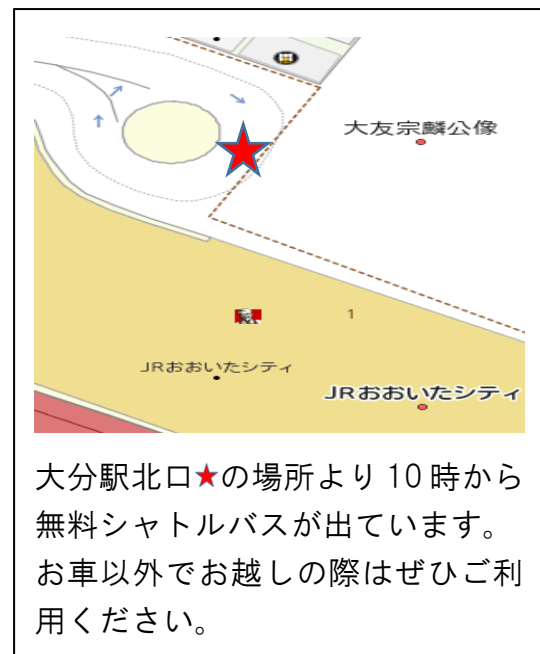 大友宗麟公像
1
JRおおいたシティ
JRおおいたシティ
大分駅北口★の場所より 10 時から
無料シャトルバスが出ています。
お車以外でお越しの際はぜひご利
用ください。